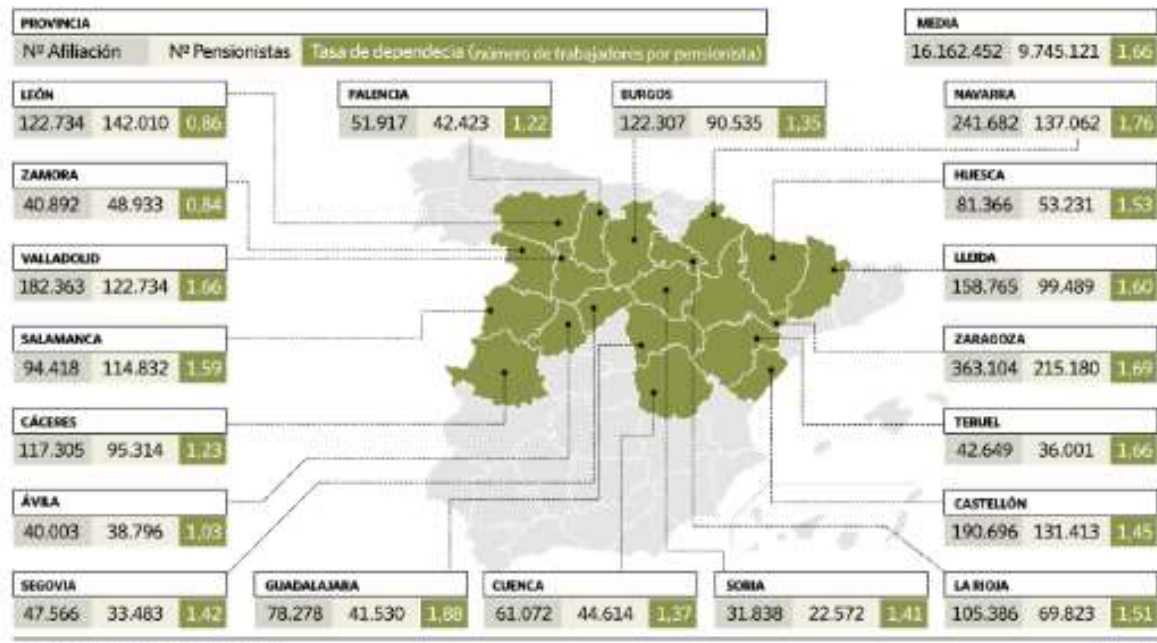 PROVINCIA
Nº Afiliación Nº Pensionistas Tasa de dependecia (número de trabajadores por pensionista)
MEDIA
16.162.452 9.745.121 1,66
LEÓN
122.734 142.010 0,86
PALENCIA
51.917 42.423 1,22
BURGOS
122.307 90.535 1,35
NAVARRA
241.682 137.062 1,76
ZAMORA
40.892 48.933 0,84
HUESCA
81.366 53.231 1,53
VALLADOLID
182.363 122.734 1,66
LLEIDA
158.765 99.489 1,60
SALAMANCA
94.418 114.832 1,59
ZARAGOZA
363.104 215.180 1,69
CÁCERES
117.305 95.314 1,23
TERUEL
42.649 36.001 1,66
ÁVILA
40.003 38.796 1,03
CASTELLÓN
190.696 131.413 1,45
SEGOVIA
47.566 33.483 1,42
GUADALAJARA
78.278 41.530 1,88
CUENCA
61.072 44.614 1,37
SORIA
31.838 22.572 1,41
LA RIOJA
105.386 69.823 1,51